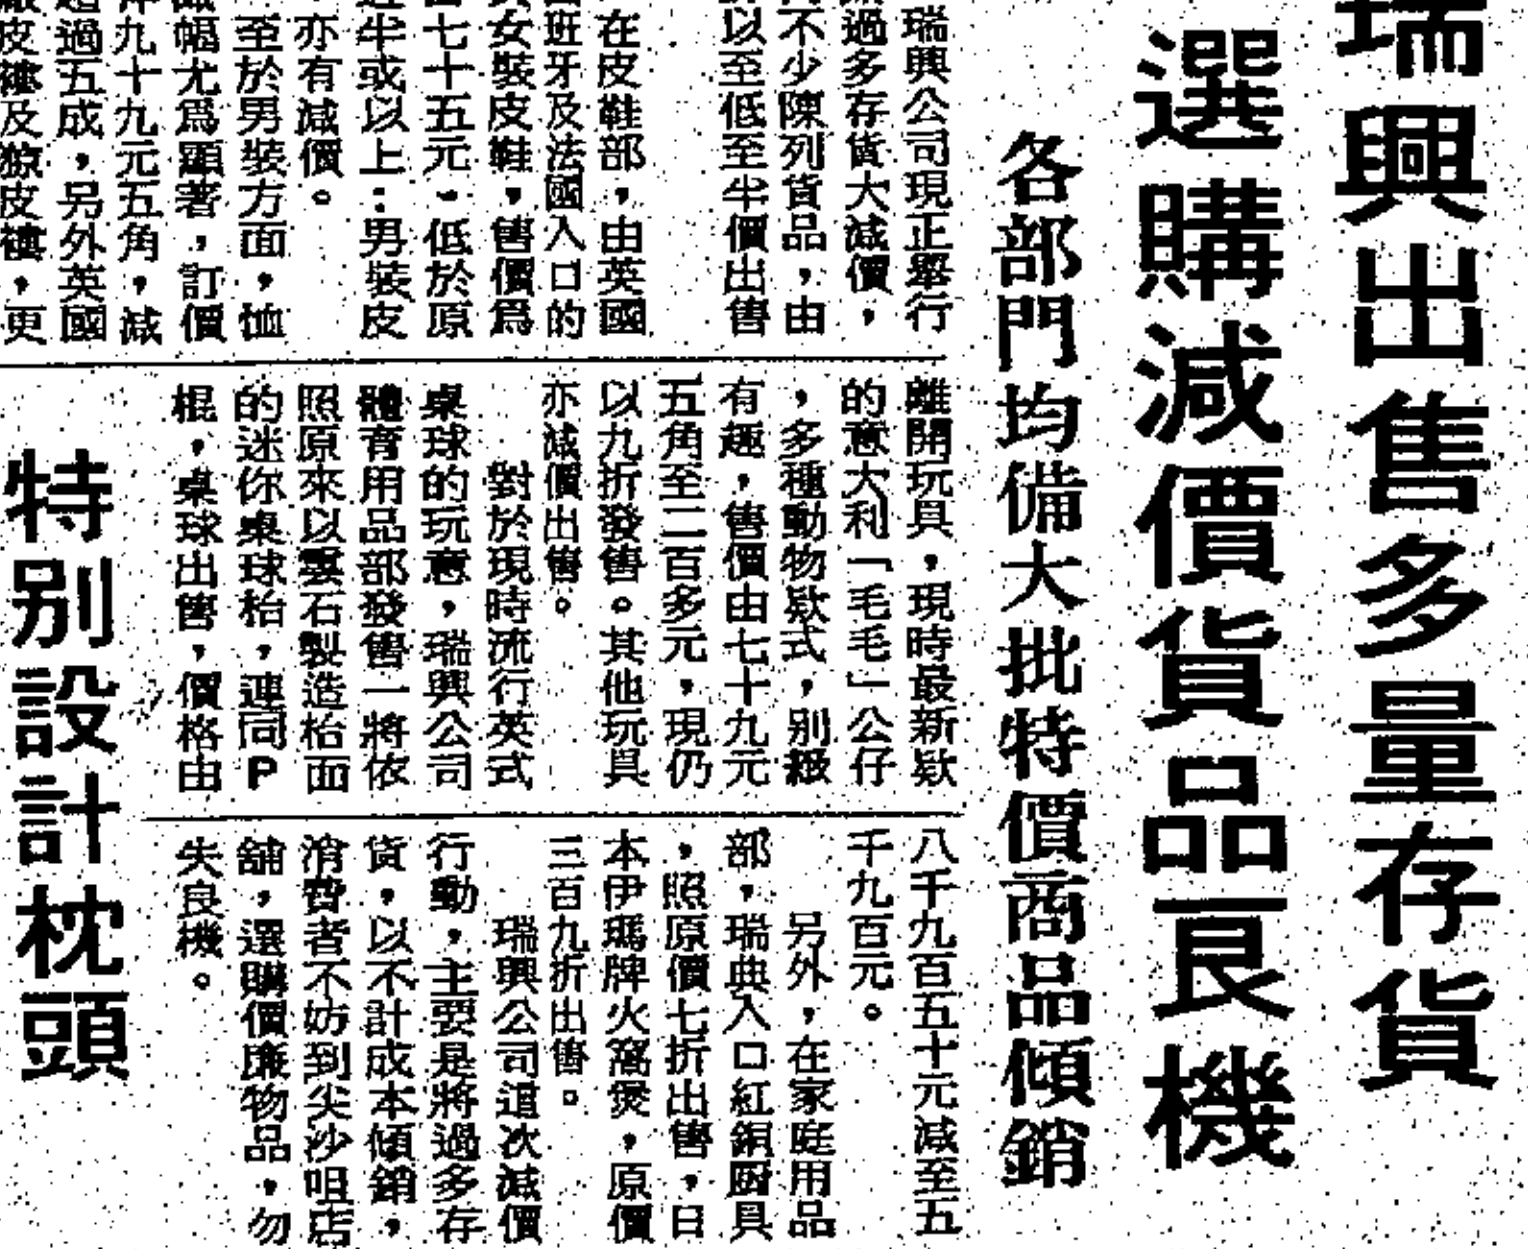 瑞興出售多量存貨
選購減價貨品良機
各部門均備大批特價商品傾銷
瑞興公司現正舉行
過多存貨大減價，
不少陳列貨品，由
以至低至半價出售
在皮鞋部，由英國
班牙及法國入口的
女裝皮鞋，售價為
七十五元，低於原
半或以上；男裝皮
亦有減價。
至於男裝方面，恤
幅尤爲顯著，訂價
九十九元五角，減
超過五成，另外英國
皮褸及猄皮褸，更
離開玩具，現時最新欵
的意大利「毛毛」公仔
，多種動物欵式，別緻
有趣，售價由七十九元
五角至二百多元，現仍
以九折發售。其他玩具
亦減價出售。
對於現時流行英式
桌球的玩意，瑞興公司
體育用品部發售一將依
照原來以雲石製造枱面
的迷你桌球枱，連同P
棍，桌球出售，價格由
八千九百五十元減至五
千九百元。
另外，在家庭用品
部，瑞典入口紅銅厨具
，照原價七折出售，日
本伊瑪牌火窩煲，原價
三百九折出售。
瑞興公司這次減價
行動，主要是將過多存
貨，以不計成本傾銷，
消費者不妨到尖沙咀店
舖，選購價廉物品，勿
失良機。
特別設計枕頭